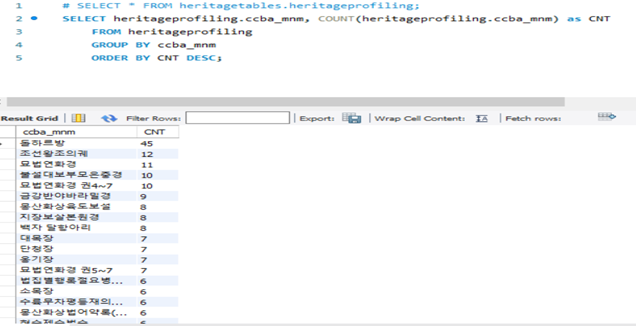 1 # SELECT * FROM heritagetables.heritageprofiling;
2 SELECT heritageprofiling.ccba_mnm, COUNT(heritageprofiling.ccba_mnm) as CNT
3 FROM heritageprofiling
4 GROUP BY ccba_mnm
5 ORDER BY CNT DESC;
Result Grid Filter Rows: Export: Wrap Cell Content: Fetch rows:
ccba_mnm CNT
돌하르방 45
조선왕조의궤 12
묘법연화경 11
불설대보부모은중경 10
묘법연화경 권4~7 10
금강반야바라밀경 9
몽산화상육도보설 8
지장보살본원경 8
백자 달항아리 8
대목장 7
단청장 7
옹기장 7
묘법연화경 권5~7 7
법집별행록절요병... 6
소목장 6
수륙무차평등재의... 6
몽산화상법어약록(... 6
6